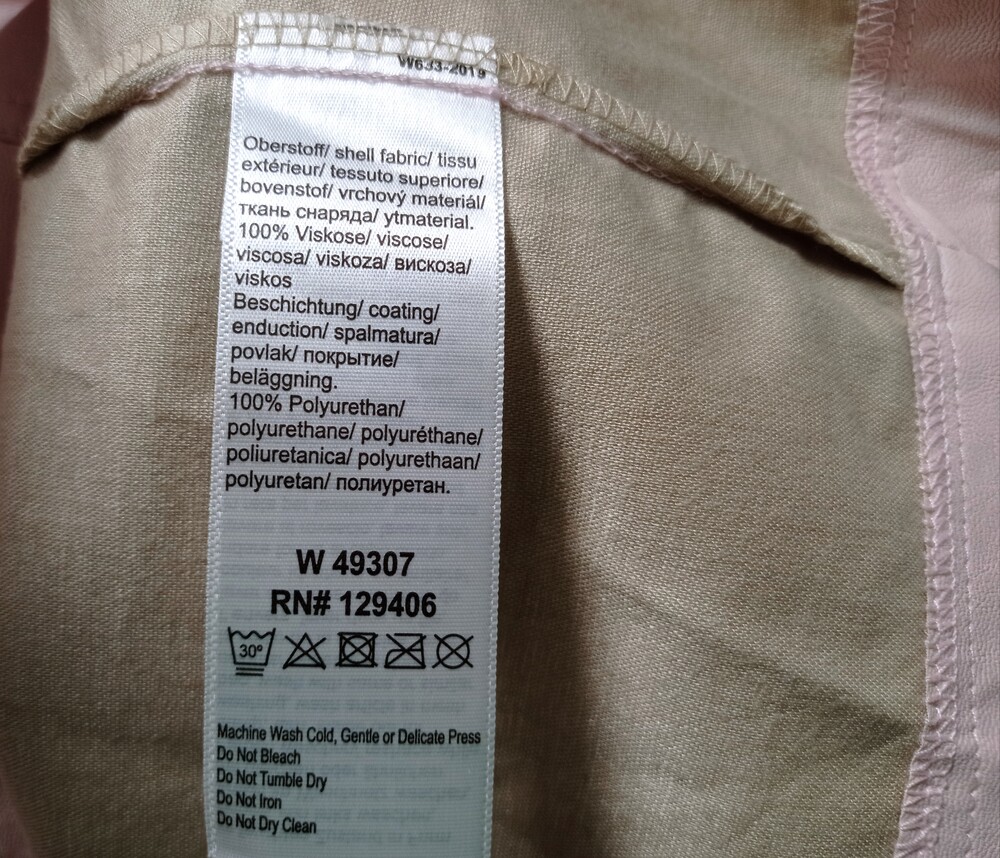 W633-2019
Oberstoff/ shell fabric/ tissu
extérieur/ tessuto superiore/
bovenstof/ vrchový materiál/
ткань снаряда/ ytmaterial.
100% Viskose/ viscose/
viscosa/ viskoza/ вискоза/
viskos
Beschichtung/ coating/
enduction/ spalmatura/
povlak/ покрытие/
beläggning.
100% Polyurethan/
polyurethane/ polyuréthane/
poliuretanica/ polyurethaan/
polyuretan/ полиуретан.
W 49307
RN# 129406
30°
Machine Wash Cold, Gentle or Delicate Press
Do Not Bleach
Do Not Tumble Dry
Do Not Iron
Do Not Dry Clean